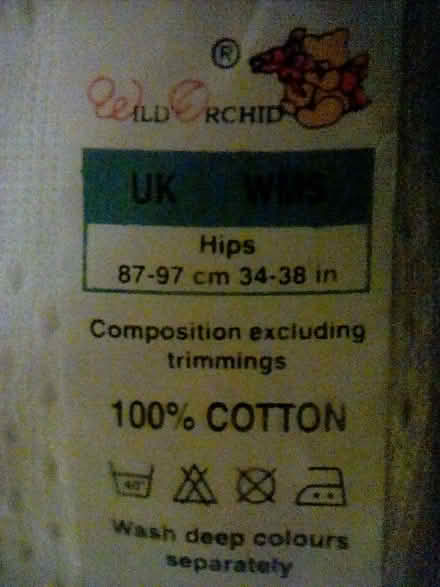 ®
WILD ORCHID
UK WMS
Hips
87-97 cm 34-38 in
Composition excluding
trimmings
100% COTTON
40°
Wash deep colours
separately